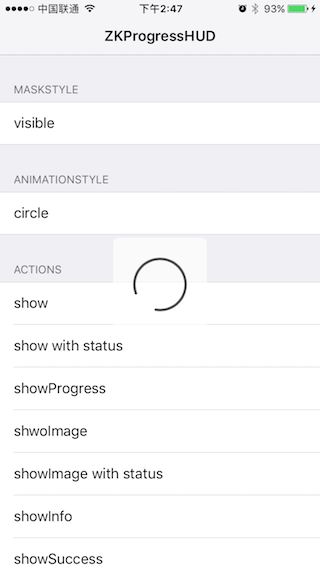 中国联通 下午2:47 93%
ZKProgressHUD
MASKSTYLE
visible
ANIMATIONSTYLE
circle
ACTIONS
show
show with status
showProgress
shwoImage
showImage with status
showInfo
showSuccess